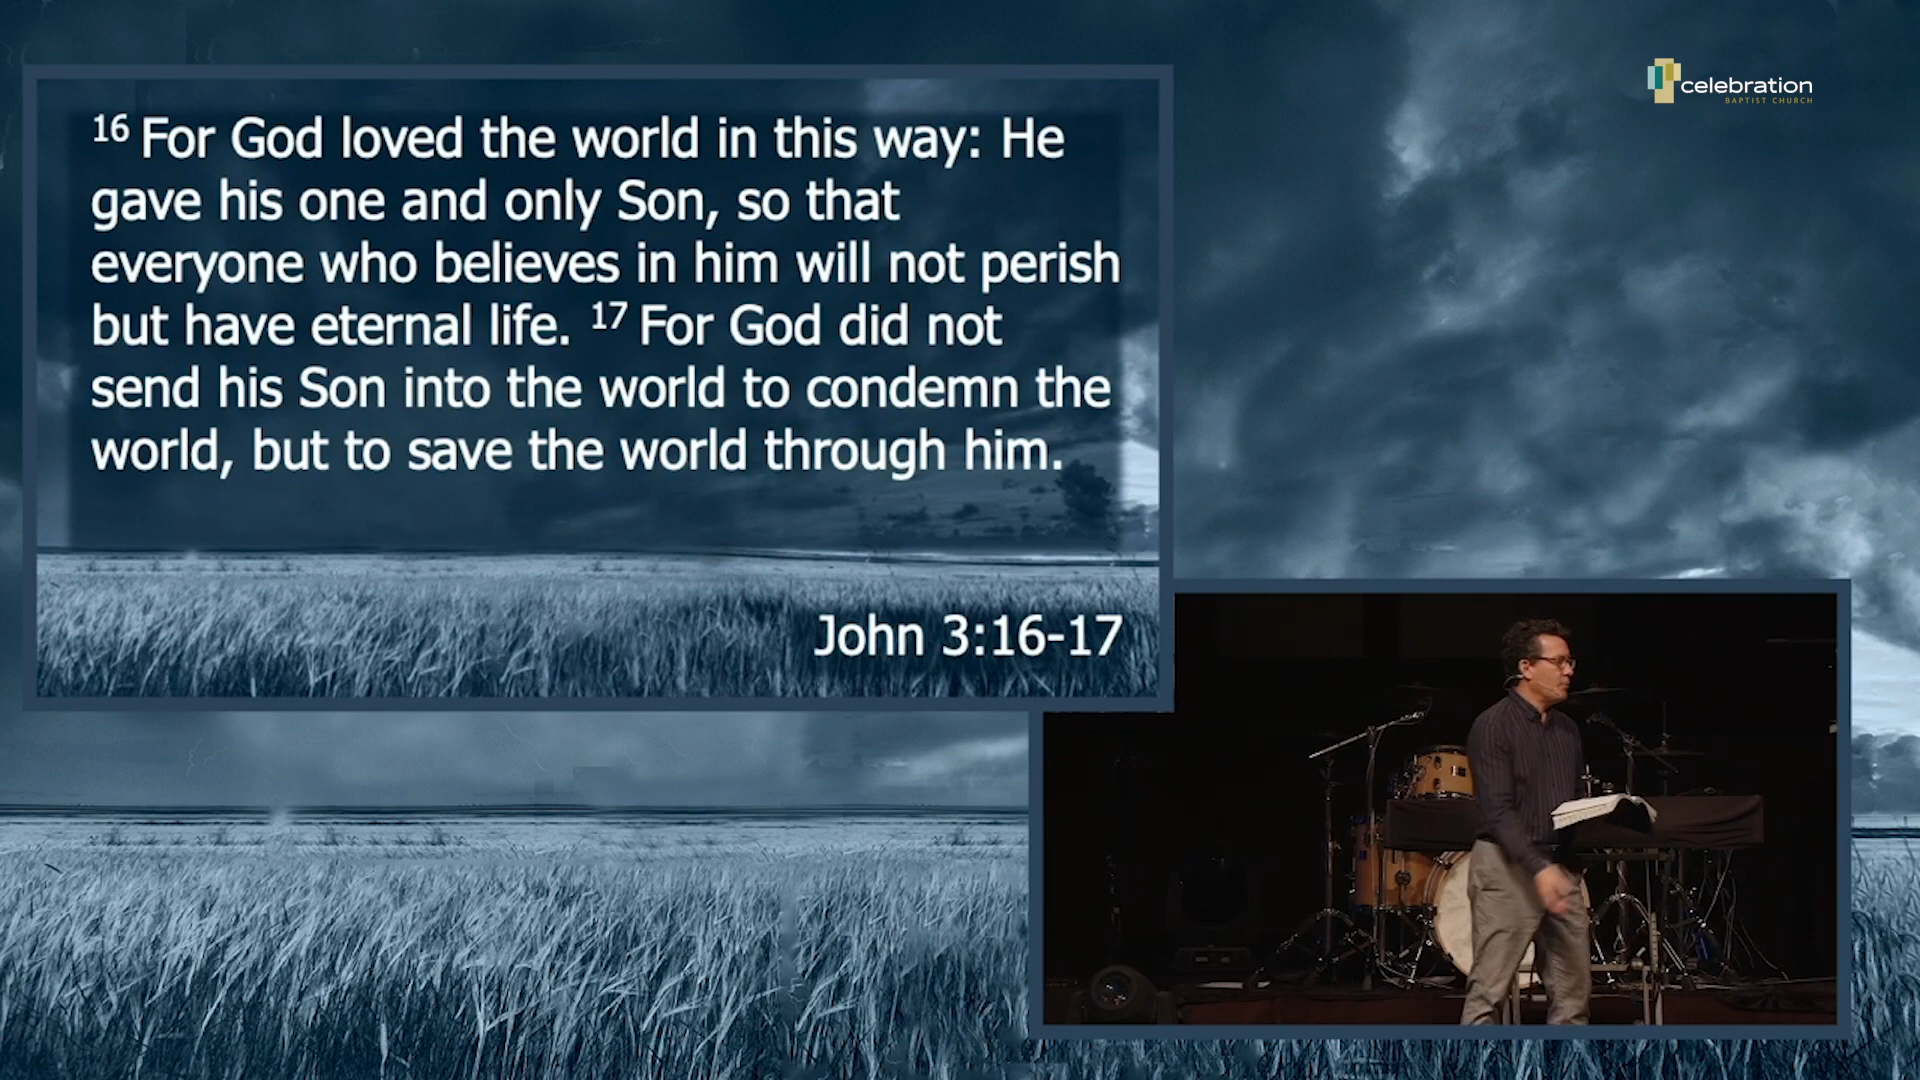 celebration
BAPTIST CHURCH
16 For God loved the world in this way: He
gave his one and only Son, so that
everyone who believes in him will not perish
but have eternal life. 17 For God did not
send his Son into the world to condemn the
world, but to save the world through him.
John 3:16-17